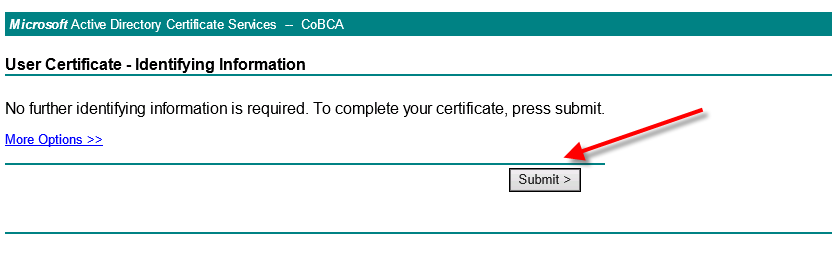 Microsoft Active Directory Certificate Services -- CoBCA
User Certificate - Identifying Information
No further identifying information is required. To complete your certificate, press submit.
More Options >>
Submit >